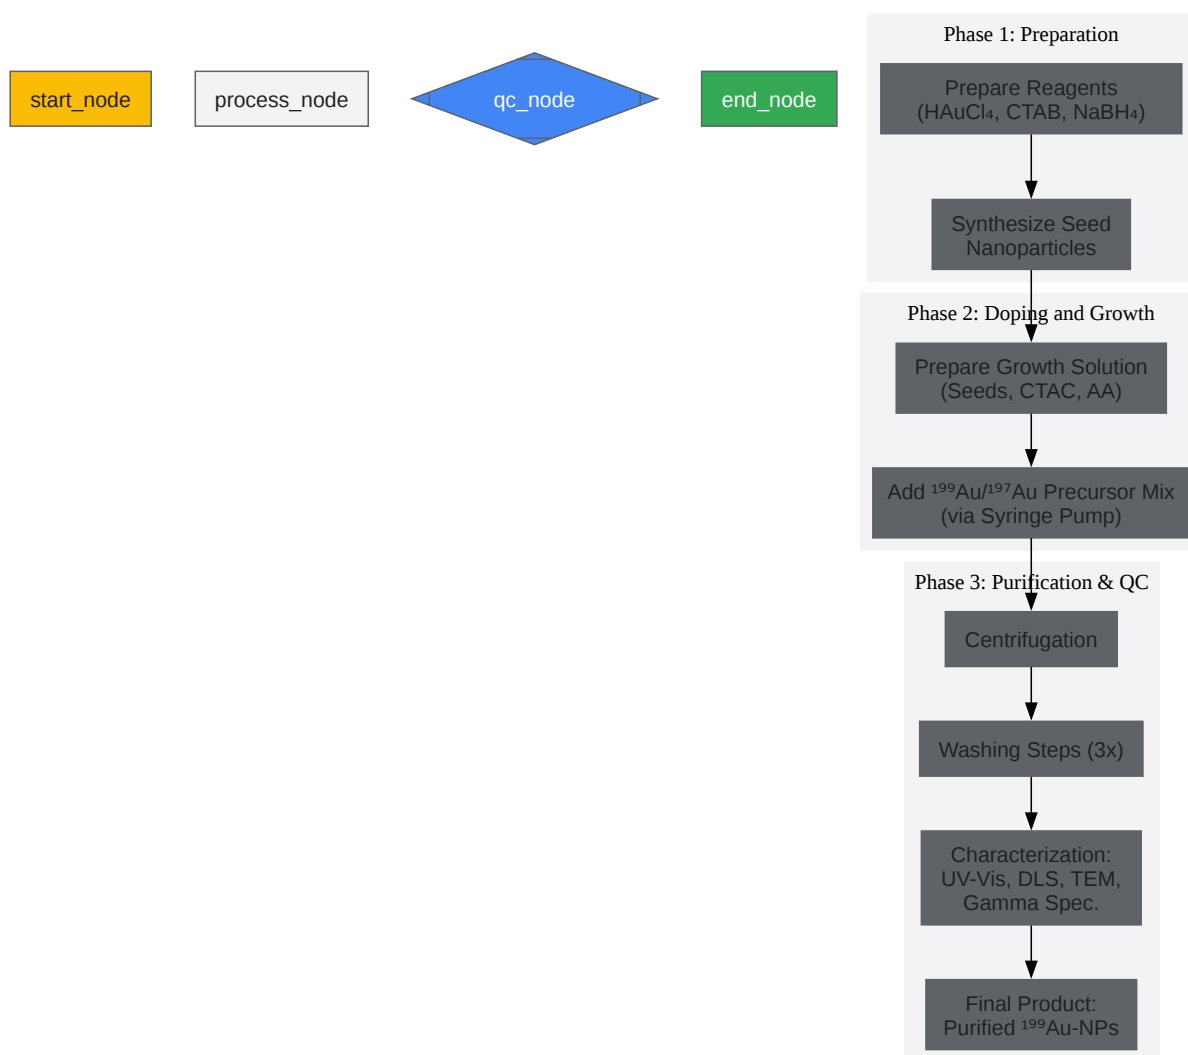 start_node
process_node
qc_node
end_node
Phase 1: Preparation
Prepare Reagents
(HAuCl₄, CTAB, NaBH₄)
Synthesize Seed
Nanoparticles
Phase 2: Doping and Growth
Prepare Growth Solution
(Seeds, CTAC, AA)
Add ¹⁹⁹Au/¹⁹⁷Au Precursor Mix
(via Syringe Pump)
Phase 3: Purification & QC
Centrifugation
Washing Steps (3x)
Characterization:
UV-Vis, DLS, TEM,
Gamma Spec.
Final Product:
Purified ¹⁹⁹Au-NPs